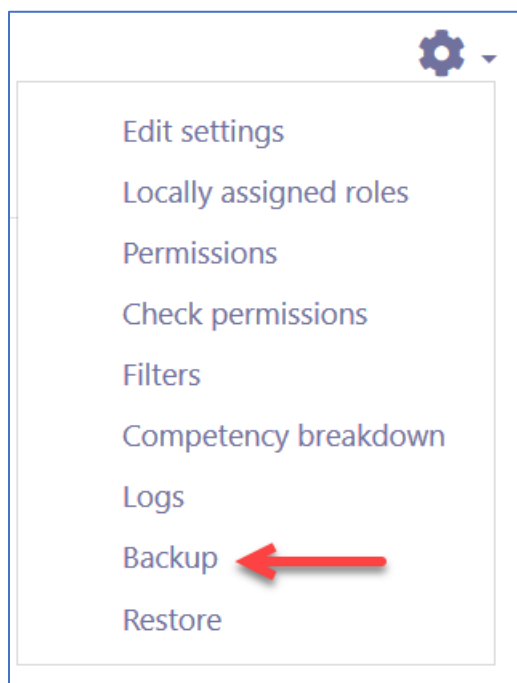 Edit settings
Locally assigned roles
Permissions
Check permissions
Filters
Competency breakdown
Logs
Backup
Restore